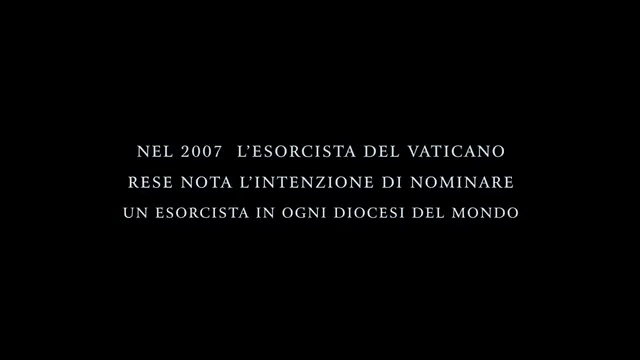 NEL 2007 L'ESORCISTA DEL VATICANO
RESE NOTA L'INTENZIONE DI NOMINARE
UN ESORCISTA IN OGNI DIOCESI DEL MONDO